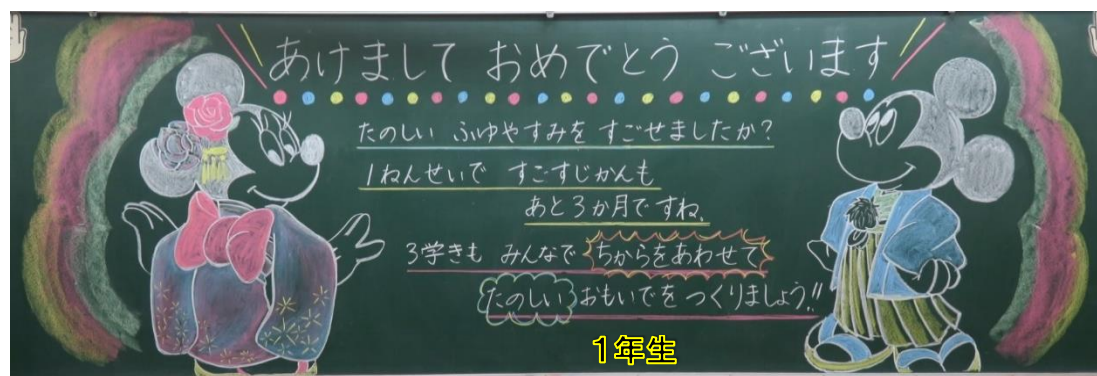 あけまして おめでとう ございます
たのしい ふゆやすみを すごせましたか?
1ねんせいで すごすじかんも
あと3か月ですね。
3学きも みんなで ちからをあわせて
たのしい おもいでを つくりましょう!!
1年生